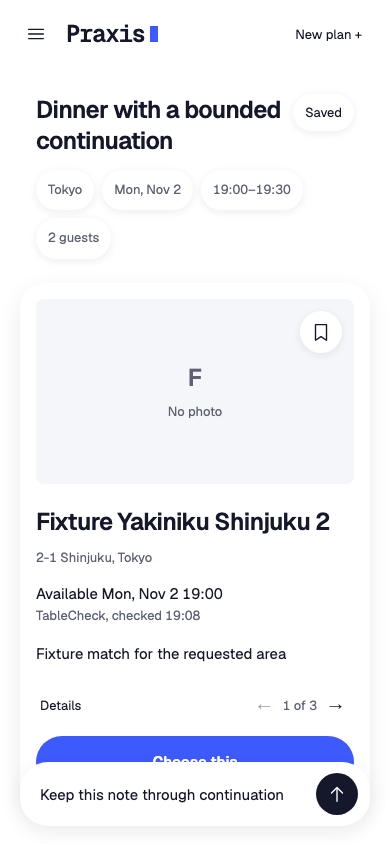 Praxis
New plan +
Dinner with a bounded
continuation
Saved
Tokyo
Mon, Nov 2
19:00–19:30
2 guests
F
No photo
Fixture Yakiniku Shinjuku 2
2-1 Shinjuku, Tokyo
Available Mon, Nov 2 19:00
TableCheck, checked 19:08
Fixture match for the requested area
Details
← 1 of 3 →
Choose this
Keep this note through continuation